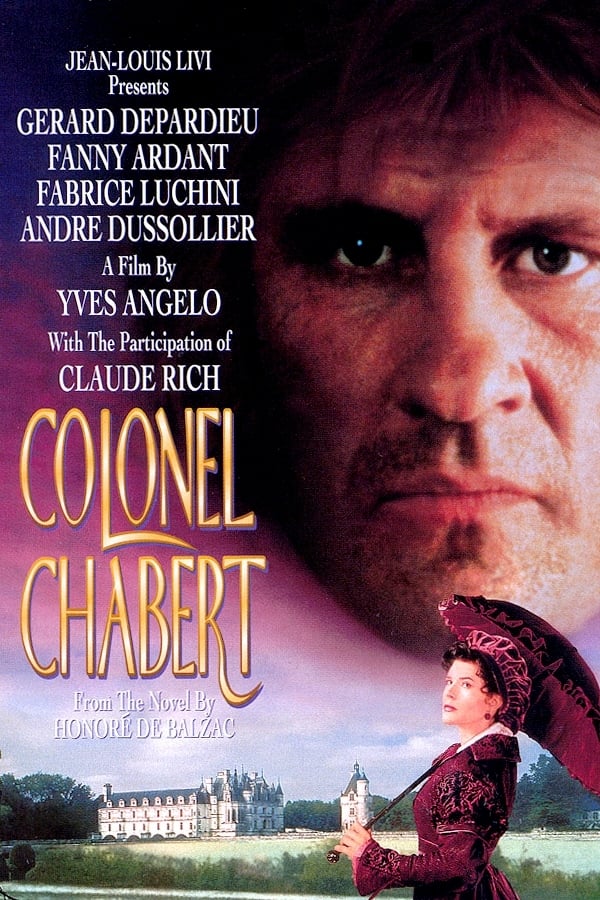 JEAN-LOUIS LIVI
Presents
GERARD DEPARDIEU
FANNY ARDANT
FABRICE LUCHINI
ANDRE DUSSOLLIER
A Film By
YVES ANGELO
With The Participation of
CLAUDE RICH
COLONEL
CHABERT
From The Novel By
HONORÉ DE BALZAC